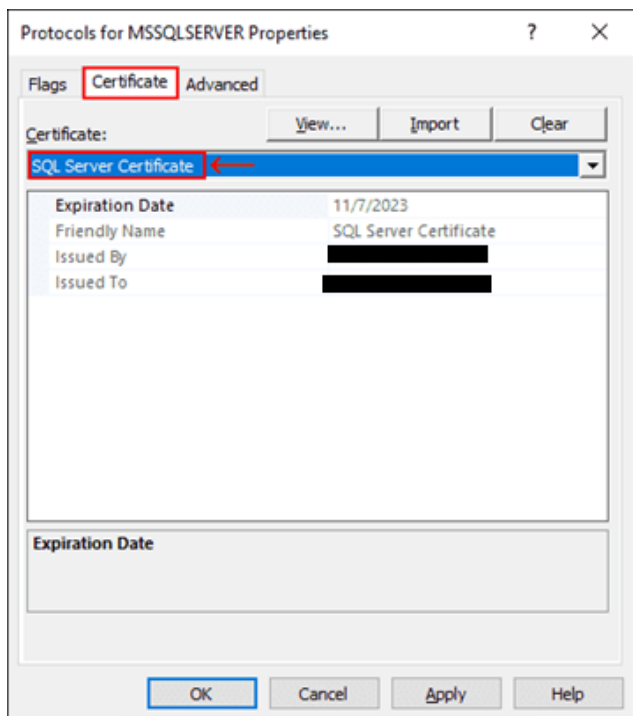 Protocols for MSSQLSERVER Properties ?
Flags Certificate Advanced
View... Import Clear
Certificate:
SQL Server Certificate
Expiration Date 11/7/2023
Friendly Name SQL Server Certificate
Issued By
Issued To
Expiration Date
OK Cancel Apply Help